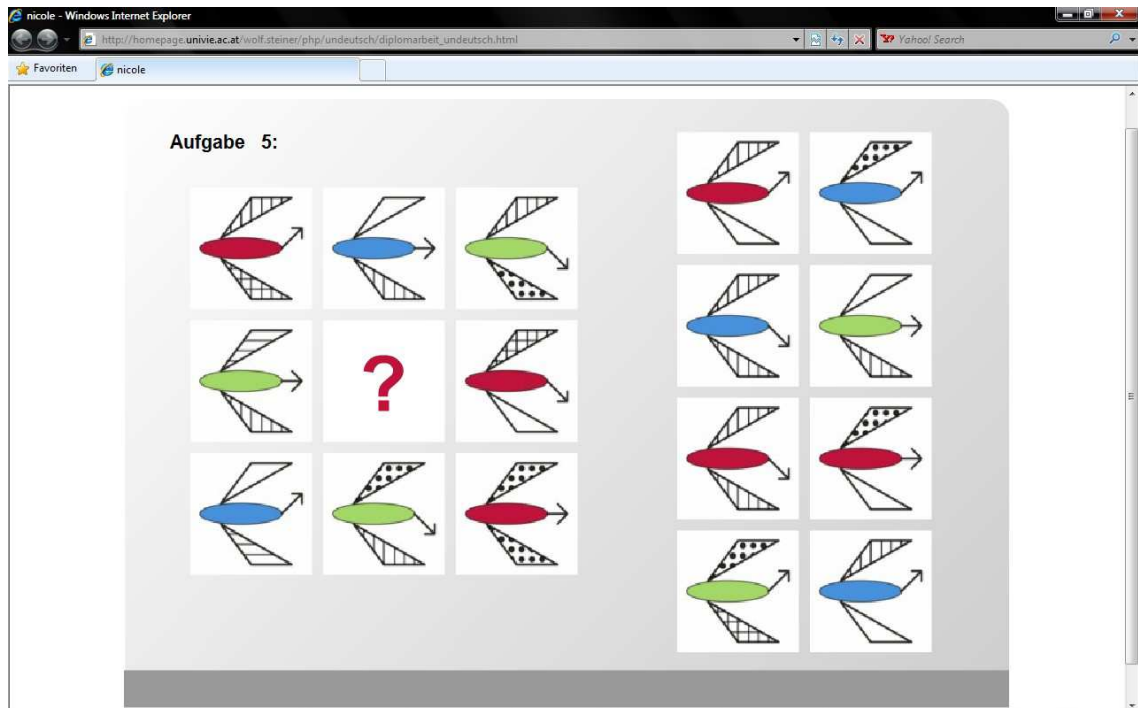 nicole - Windows Internet Explorer
http://homepage.univie.ac.at/wolf.steiner/php/undeutsch/diplomarbeit_undeutsch.html
Yahoo! Search
Favoriten
nicole
Aufgabe 5:
?